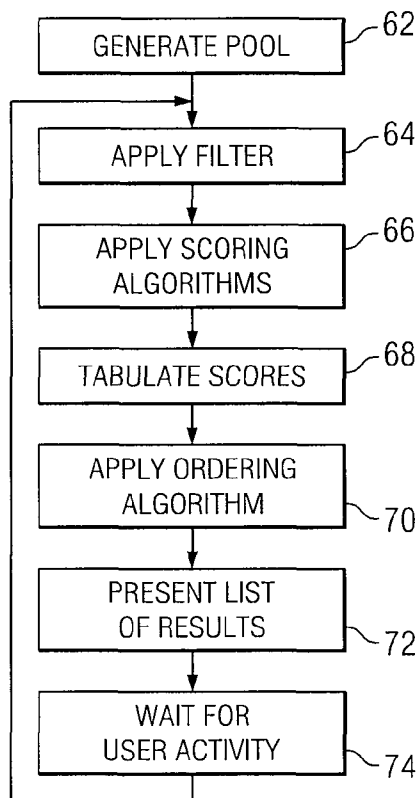 GENERATE POOL
62
APPLY FILTER
64
APPLY SCORING
ALGORITHMS
66
TABULATE SCORES
68
APPLY ORDERING
ALGORITHM
70
PRESENT LIST
OF RESULTS
72
WAIT FOR
USER ACTIVITY
74